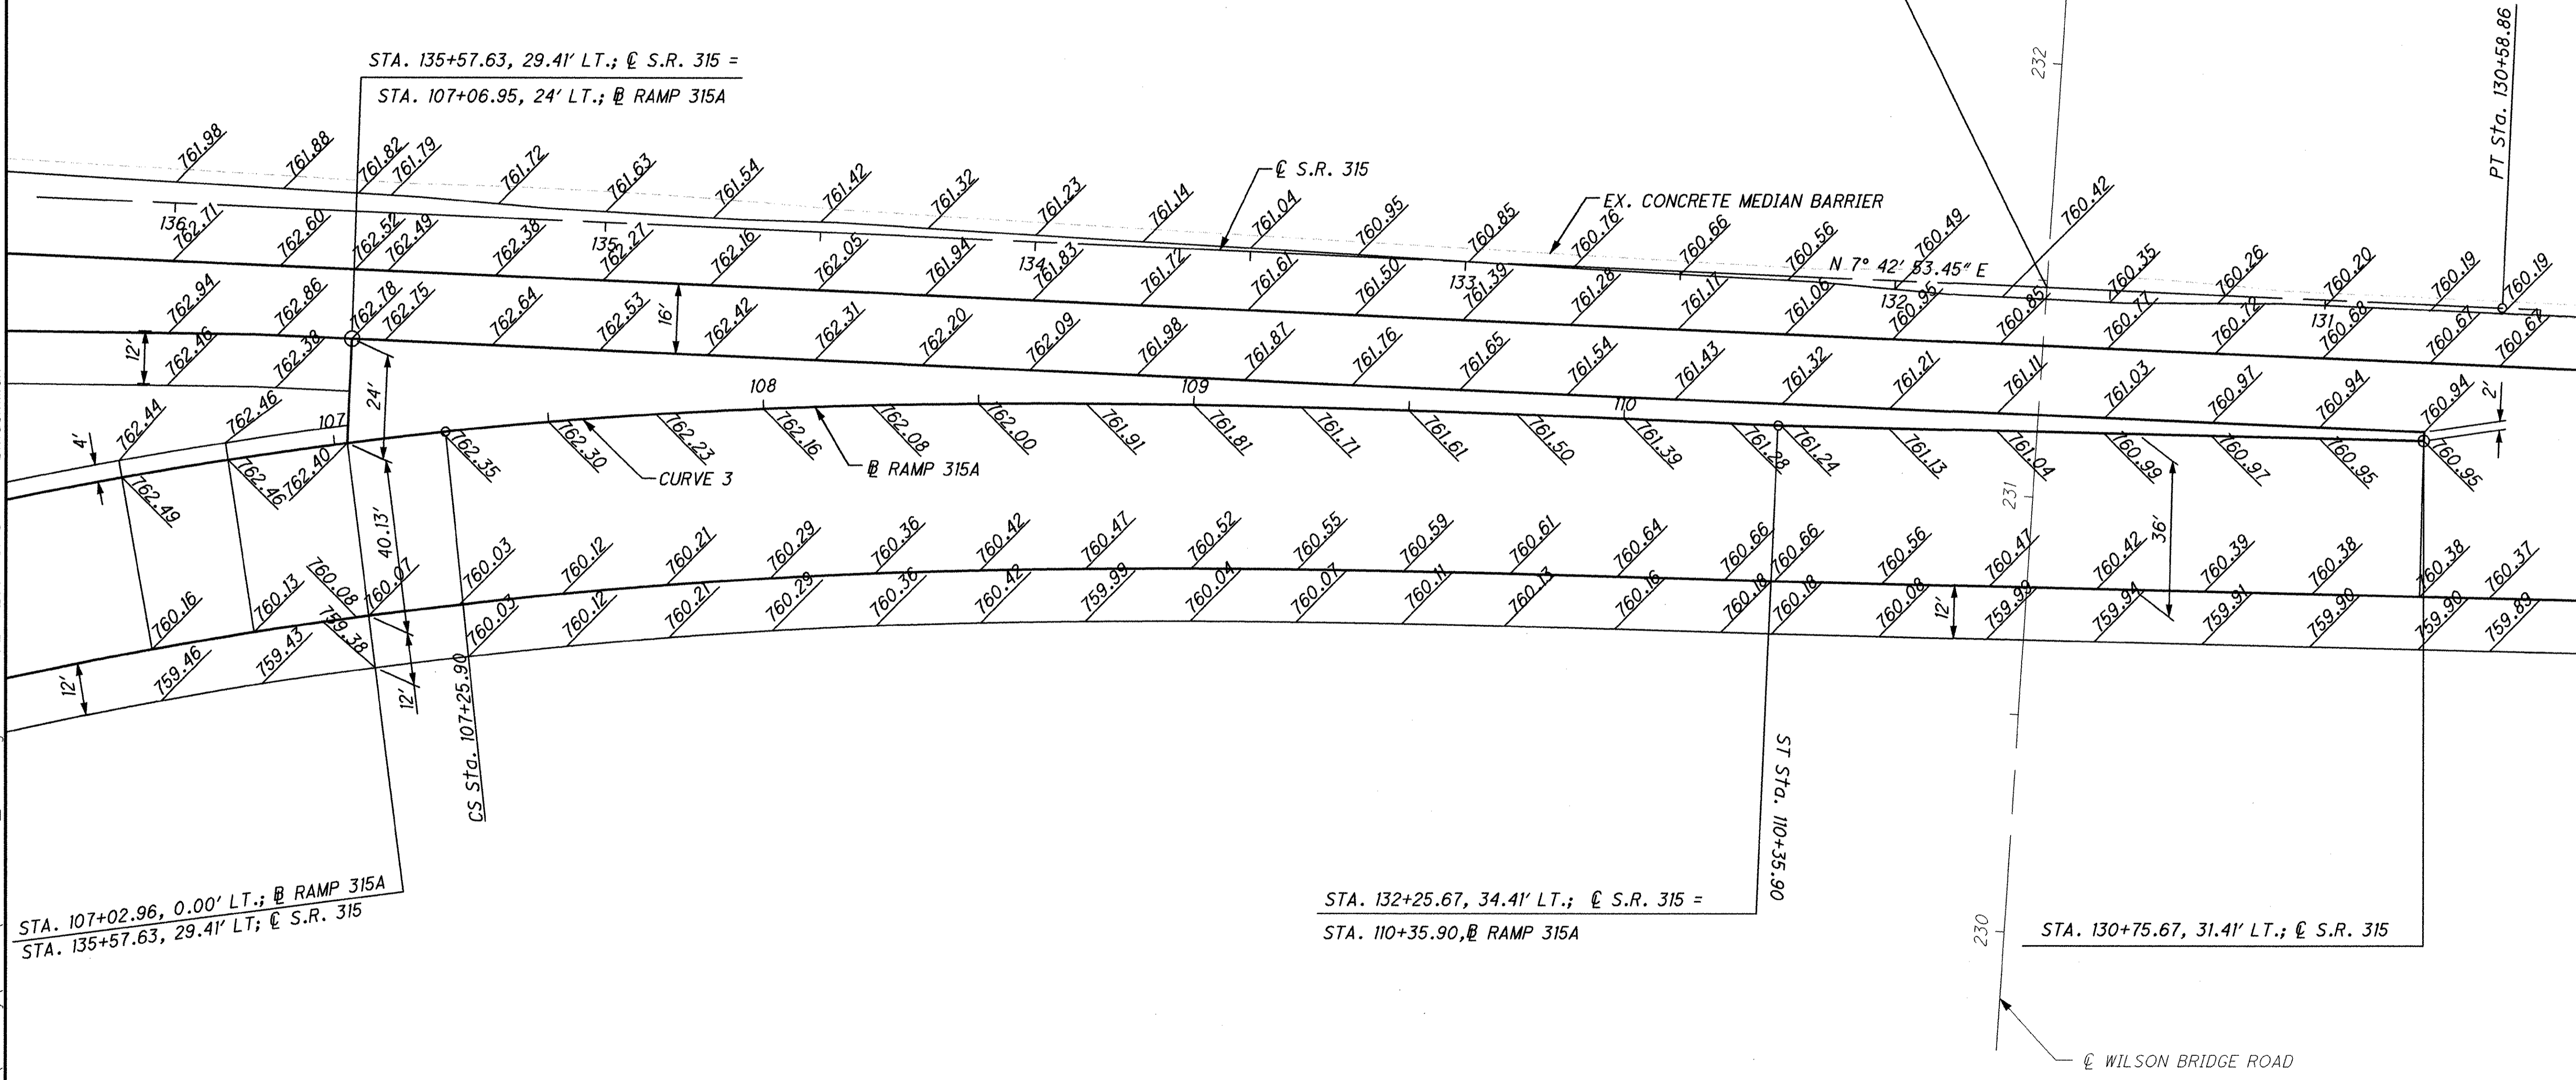 STA. 135+57.63, 29.41' LT.; ℄ S.R. 315 =
STA. 107+06.95, 24' LT.; ⅊ RAMP 315A
232
PT Sta. 130+58.86
℄ S.R. 315
EX. CONCRETE MEDIAN BARRIER
N 7° 42' 53.45" E
761.98 761.88 761.82 761.79 761.72 761.63 761.54 761.42 761.32 761.23 761.14 761.04 760.95 760.85 760.76 760.66 760.56 760.49 760.42 760.35 760.26 760.20 760.19 760.19
136 135 134 133 132 131
762.71 762.60 762.52 762.49 762.38 762.27 762.16 762.05 761.94 761.83 761.72 761.61 761.50 761.39 761.28 761.17 761.06 760.95 760.85 760.77 760.72 760.68 760.67 760.67
762.94 762.86 762.78 762.75 762.64 762.53 762.42 762.31 762.20 762.09 761.98 761.87 761.76 761.65 761.54 761.43 761.32 761.21 761.11 761.03 760.97 760.94 760.94
16'
12'
762.46 762.38
24'
2'
107 108 109 110
762.44 762.46
4'
762.49 762.46 762.40 762.35 762.30 762.23 762.16 762.08 762.00 761.91 761.81 761.71 761.61 761.50 761.39 761.28 761.24 761.13 761.04 760.99 760.97 760.95 760.95
CURVE 3
⅊ RAMP 315A
231
40.13'
36'
760.16 760.13 760.08 760.07 760.03 760.12 760.21 760.29 760.36 760.42 760.47 760.52 760.55 760.59 760.61 760.64 760.66 760.66 760.56 760.47 760.42 760.39 760.38 760.38 760.37
759.46 759.43 759.38 760.03 760.12 760.21 760.29 760.36 760.42 759.99 760.04 760.07 760.11 760.13 760.16 760.18 760.18 760.08 759.99 759.94 759.91 759.90 759.90 759.89
12'
12'
12'
CS Sta. 107+25.90
ST Sta. 110+35.90
STA. 107+02.96, 0.00' LT.; ⅊ RAMP 315A
STA. 135+57.63, 29.41' LT; ℄ S.R. 315
STA. 132+25.67, 34.41' LT.; ℄ S.R. 315 =
STA. 110+35.90,⅊ RAMP 315A
230
STA. 130+75.67, 31.41' LT.; ℄ S.R. 315
℄ WILSON BRIDGE ROAD